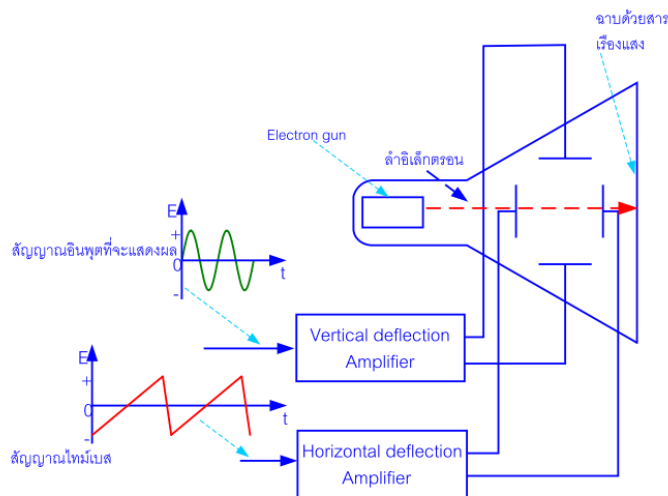 ฉาบด้วยสาร
เรืองแสง
Electron gun
ลำอิเล็กตรอน
E
+
สัญญาณอินพุตที่จะแสดงผล
0
t
-
Vertical deflection
Amplifier
E
+
0
t
-
สัญญาณไทม์เบส
Horizontal deflection
Amplifier